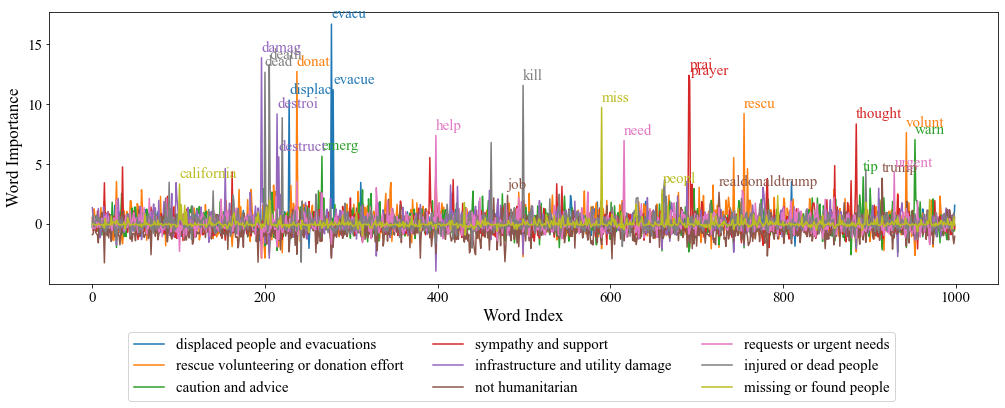 evacu
15
damag
death
dead
donat
evacue
kill
prai
prayer
Word Importance
10
displac
destroi
miss
rescu
thought
volunt
help
need
warn
5
destruct
emerg
california
job
peopl
realdonaldtrump
tip
trump
urgent
0
0
200
400
600
800
1000
Word Index
displaced people and evacuations
sympathy and support
requests or urgent needs
rescue volunteering or donation effort
infrastructure and utility damage
injured or dead people
caution and advice
not humanitarian
missing or found people